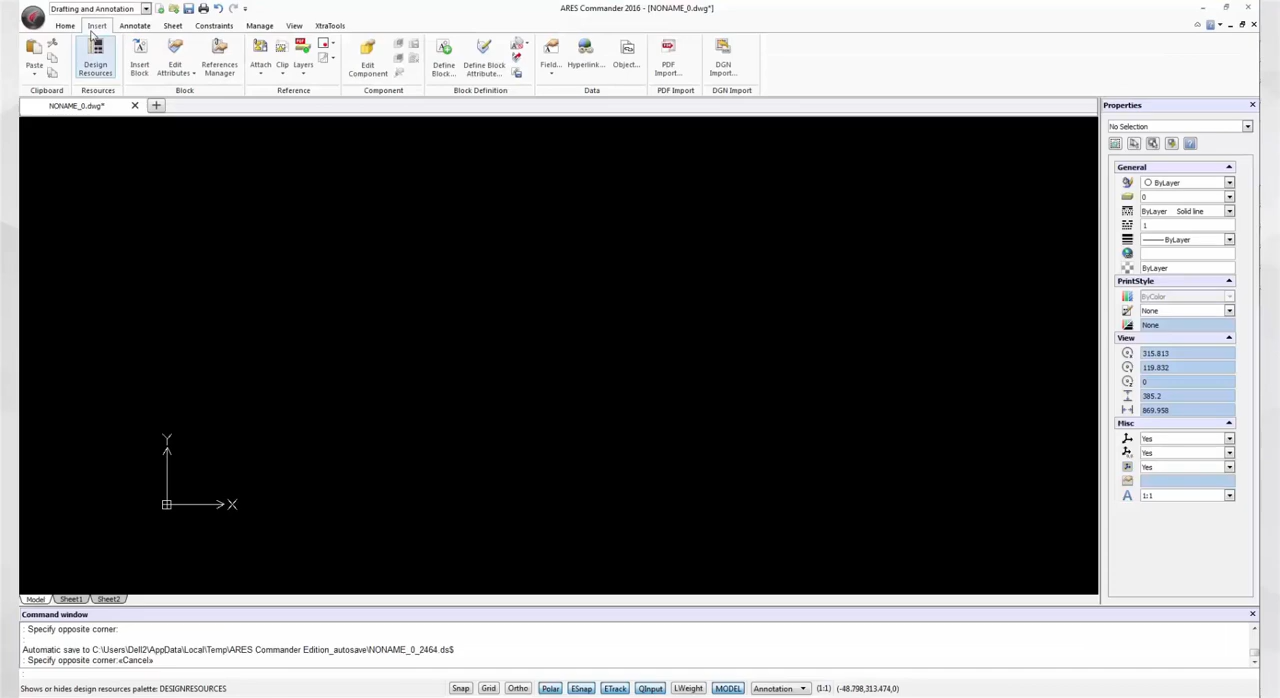 Drafting and Annotation
ARES Commander 2016 - [NONAME_0.dwg*]
Home Insert Annotate Sheet Constraints Manage View XtraTools
Paste Design Resources Insert Block Edit Attributes References Manager Attach Clip Layers Edit Component Define Block... Define Block Attribute... Field... Hyperlink... Object... PDF Import... DGN Import...
Clipboard Resources Block Reference Component Block Definition Data PDF Import DGN Import
NONAME_0.dwg*
Properties
No Selection
General
ByLayer
0
ByLayer Solid line
1
ByLayer
ByLayer
PrintStyle
ByColor
None
None
View
315.813
119.832
0
385.2
869.958
Misc
Yes
Yes
Yes
1:1
Y
X
Model Sheet1 Sheet2
Command window
: Specify opposite corner:
:
Automatic save to C:\Users\Dell2\AppData\Local\Temp\ARES Commander Edition_autosave\NONAME_0_2464.ds$
: Specify opposite corner:«Cancel»
:
Shows or hides design resources palette: DESIGNRESOURCES
Snap Grid Ortho Polar ESnap ETrack QInput LWeight MODEL Annotation (1:1) (-48.798,313.474,0)